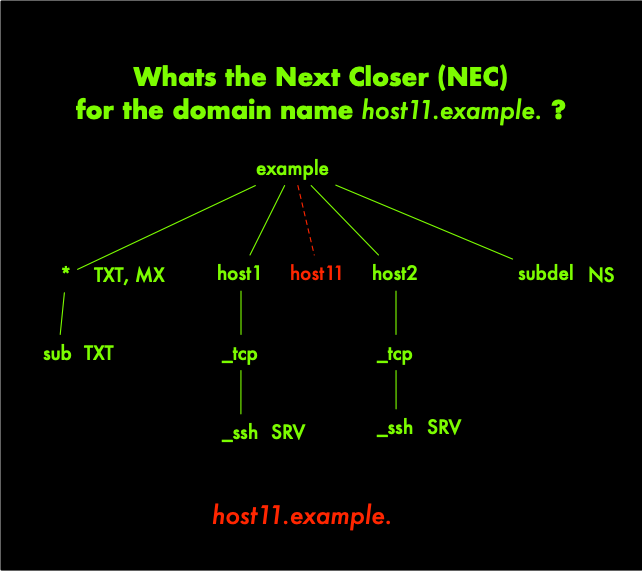 Whats the Next Closer (NEC)
for the domain name host11.example. ?
example
* TXT, MX host1 host11 host2 subdel NS
sub TXT _tcp _tcp
_ssh SRV _ssh SRV
host11.example.